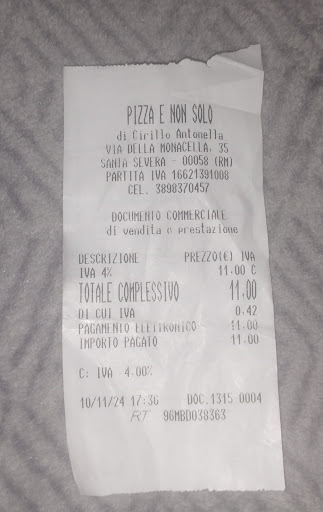 PIZZA E NON SOLO
di Cirillo Antonella
VIA DELLA MONACELLA, 35
SANTA SEVERA - 00058 (RM)
PARTITA IVA 16621391008
CEL. 3898370457
DOCUMENTO COMMERCIALE
di vendita o prestazione
DESCRIZIONE PREZZO(€) IVA
IVA 4% 11.00 C
TOTALE COMPLESSIVO 11.00
DI CUI IVA 0.42
PAGAMENTO ELETTRONICO 11.00
IMPORTO PAGATO 11.00
C: IVA 4.00%
10/11/24 17:36 DOC.1315-0004
RT 96MBD038363